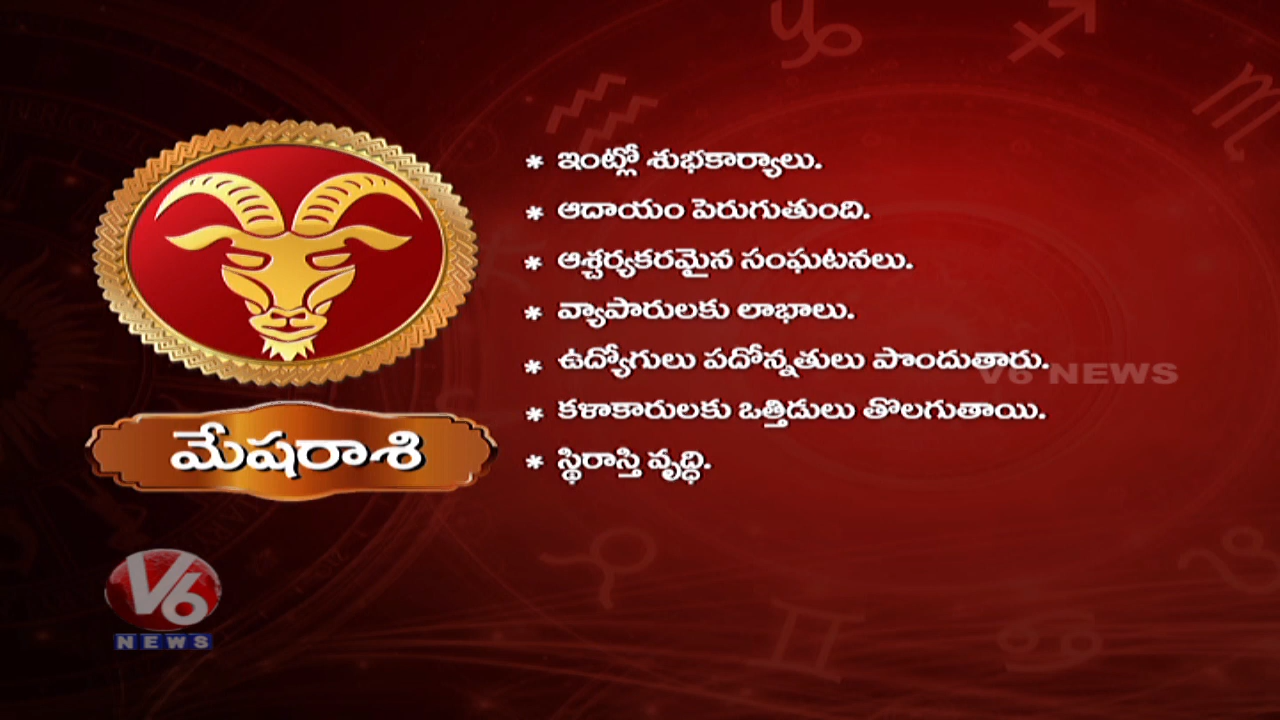 * ఇంట్లో శుభకార్యాలు.
* ఆదాయం పెరుగుతుంది.
* ఆశ్చర్యకరమైన సంఘటనలు.
* వ్యాపారులకు లాభాలు.
* ఉద్యోగులు పదోన్నతులు పొందుతారు.
V6 NEWS
* కళాకారులకు ఒత్తిడులు తొలగుతాయి.
* స్థిరాస్తి వృద్ధి.
మేషరాశి
V6
NEWS